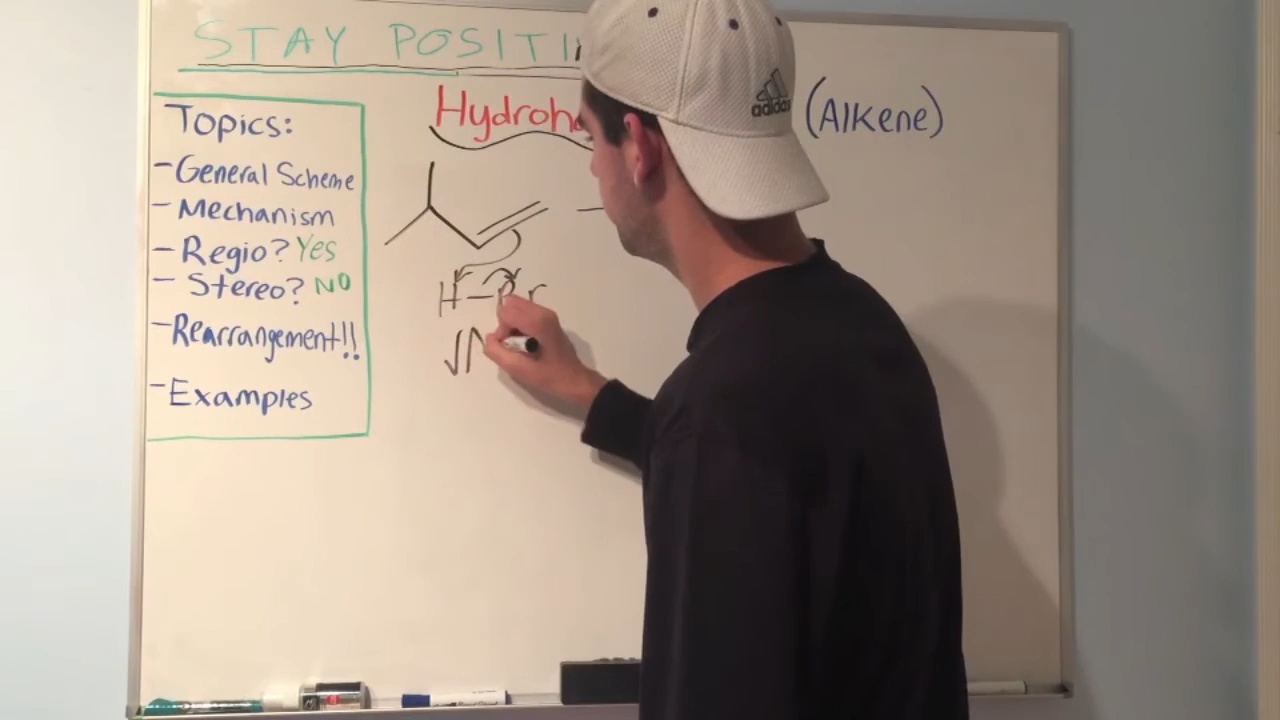 STAY POSITI
Hydroh
(Alkene)
Topics:
- General Scheme
- Mechanism
- Regio? Yes
- Stereo? NO
- Rearrangement!!
- Examples
H-Br
adidas